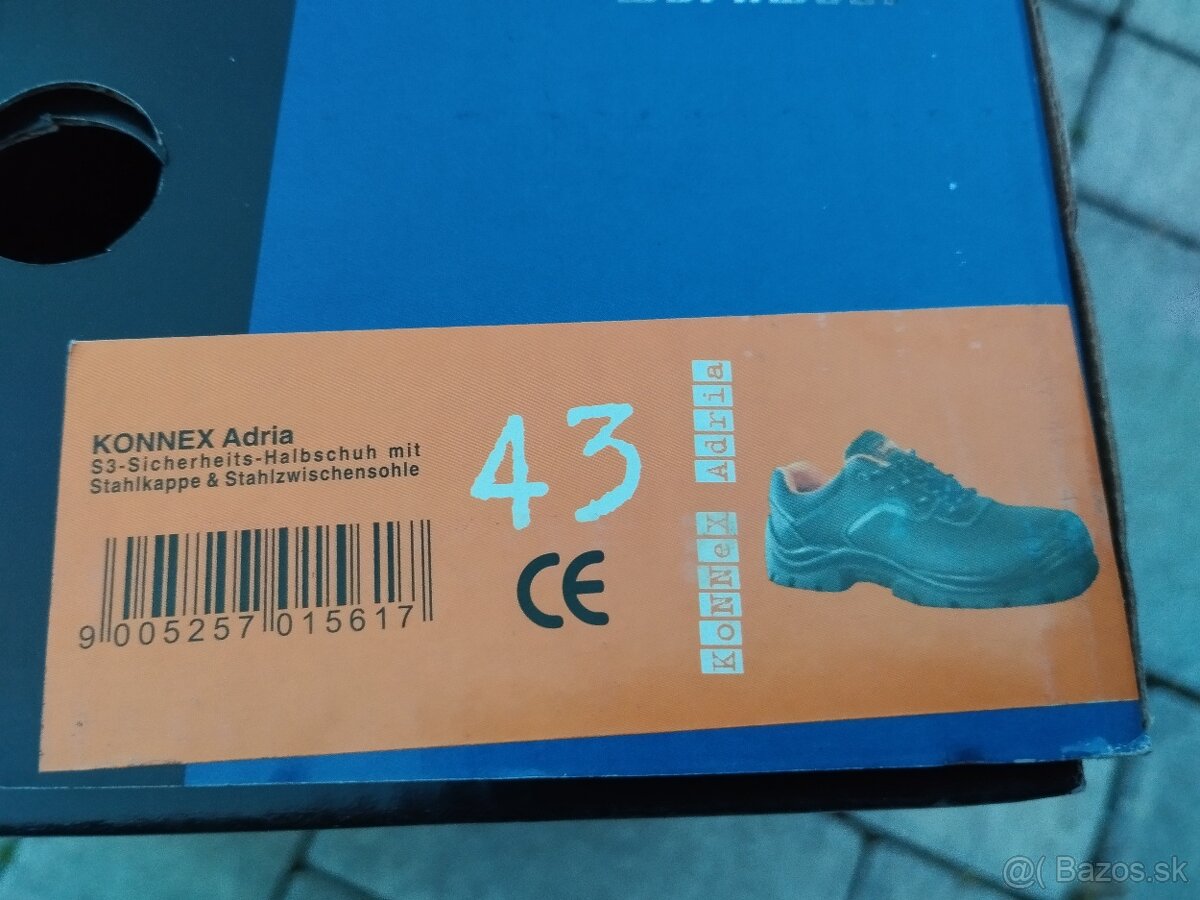 KONNEX Adria
S3-Sicherheits-Halbschuh mit
Stahlkappe & Stahlzwischensohle
43
CE
9 005257 015617
KoNNeX Adria
@( Bazos.sk